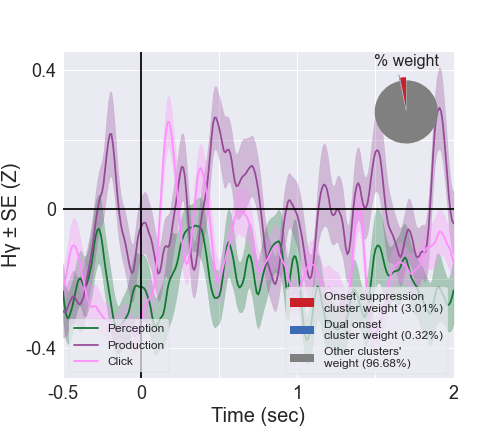 % weight
0.4
0
-0.4
Hγ ± SE (Z)
Perception
Production
Click
Onset suppression
cluster weight (3.01%)
Dual onset
cluster weight (0.32%)
Other clusters'
weight (96.68%)
-0.5
0
1
2
Time (sec)